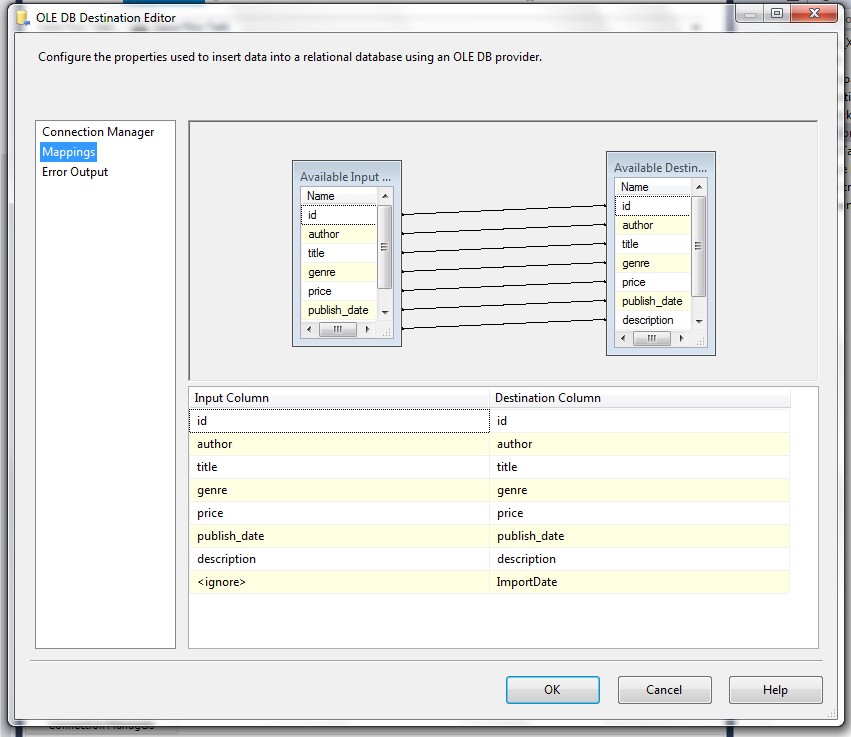 OLE DB Destination Editor
Configure the properties used to insert data into a relational database using an OLE DB provider.
Connection Manager
Mappings
Error Output
Available Input ...
Name
id
author
title
genre
price
publish_date
Available Destin...
Name
id
author
title
genre
price
publish_date
description
Input Column Destination Column
id id
author author
title title
genre genre
price price
publish_date publish_date
description description
<ignore> ImportDate
OK Cancel Help